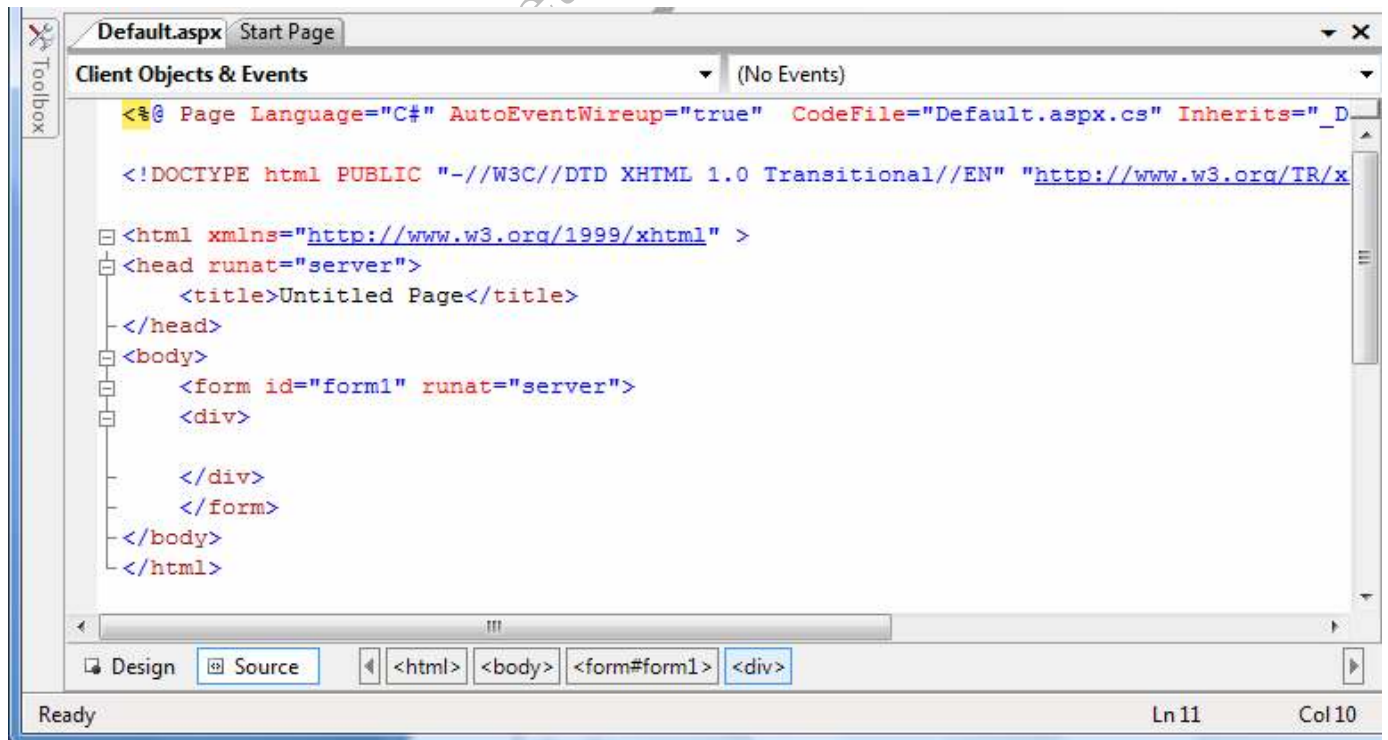 Default.aspx Start Page
Toolbox
Client Objects & Events (No Events)
<%@ Page Language="C#" AutoEventWireup="true"  CodeFile="Default.aspx.cs" Inherits="_D
<!DOCTYPE html PUBLIC "-//W3C//DTD XHTML 1.0 Transitional//EN" "http://www.w3.org/TR/x
<html xmlns="http://www.w3.org/1999/xhtml" >
<head runat="server">
    <title>Untitled Page</title>
</head>
<body>
    <form id="form1" runat="server">
    <div>
    </div>
    </form>
</body>
</html>
Design Source <html> <body> <form#form1> <div>
Ready Ln 11 Col 10